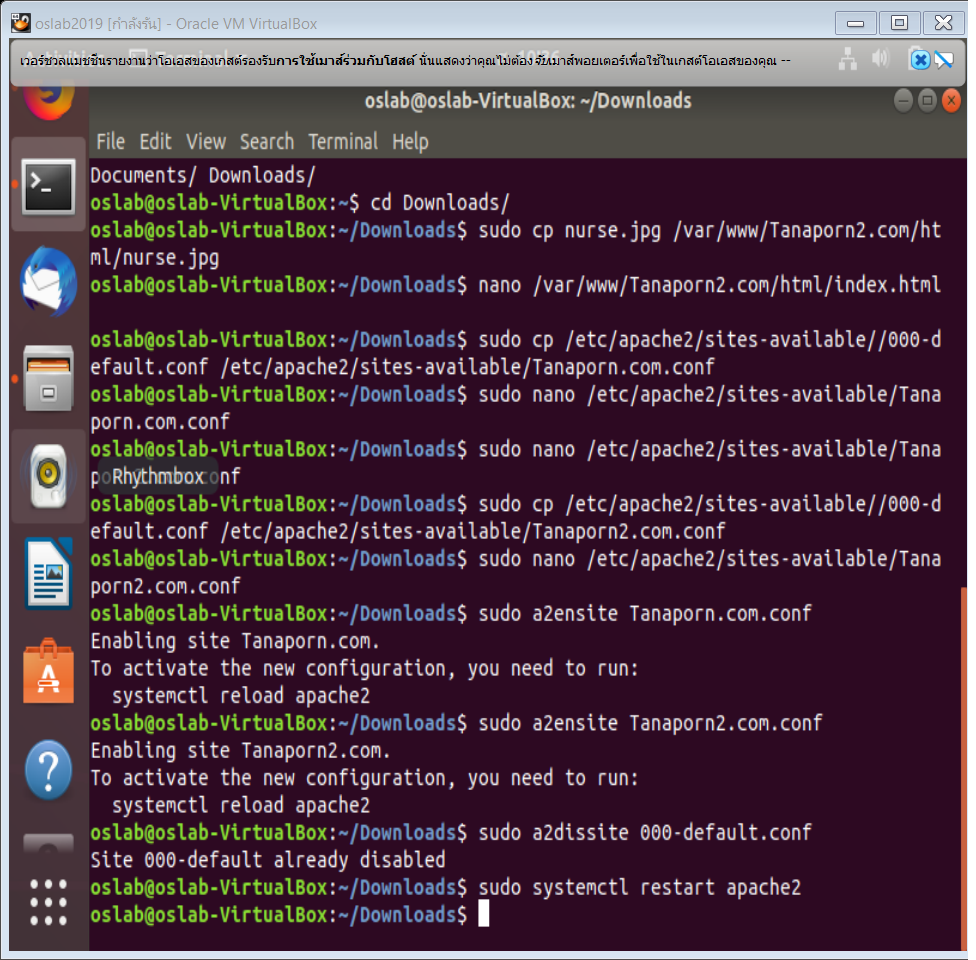 oslab2019 [กำลังรัน] - Oracle VM VirtualBox
เวอร์ชวลแมชชีนรายงานว่าโอเอสของเกสต์รองรับการใช้เมาส์ร่วมกับโฮสต์ นั่นแสดงว่าคุณไม่ต้อง จับเมาส์พอยเตอร์เพื่อใช้ในเกสต์โอเอสของคุณ --
oslab@oslab-VirtualBox: ~/Downloads
File Edit View Search Terminal Help
Documents/ Downloads/
oslab@oslab-VirtualBox:~$ cd Downloads/
oslab@oslab-VirtualBox:~/Downloads$ sudo cp nurse.jpg /var/www/Tanaporn2.com/ht
ml/nurse.jpg
oslab@oslab-VirtualBox:~/Downloads$ nano /var/www/Tanaporn2.com/html/index.html
oslab@oslab-VirtualBox:~/Downloads$ sudo cp /etc/apache2/sites-available//000-d
efault.conf /etc/apache2/sites-available/Tanaporn.com.conf
oslab@oslab-VirtualBox:~/Downloads$ sudo nano /etc/apache2/sites-available/Tana
porn.com.conf
oslab@oslab-VirtualBox:~/Downloads$ sudo nano /etc/apache2/sites-available/Tana
Rhythmbox onf
oslab@oslab-VirtualBox:~/Downloads$ sudo cp /etc/apache2/sites-available//000-d
efault.conf /etc/apache2/sites-available/Tanaporn2.com.conf
oslab@oslab-VirtualBox:~/Downloads$ sudo nano /etc/apache2/sites-available/Tana
porn2.com.conf
oslab@oslab-VirtualBox:~/Downloads$ sudo a2ensite Tanaporn.com.conf
Enabling site Tanaporn.com.
To activate the new configuration, you need to run:
systemctl reload apache2
oslab@oslab-VirtualBox:~/Downloads$ sudo a2ensite Tanaporn2.com.conf
Enabling site Tanaporn2.com.
To activate the new configuration, you need to run:
systemctl reload apache2
oslab@oslab-VirtualBox:~/Downloads$ sudo a2dissite 000-default.conf
Site 000-default already disabled
oslab@oslab-VirtualBox:~/Downloads$ sudo systemctl restart apache2
oslab@oslab-VirtualBox:~/Downloads$